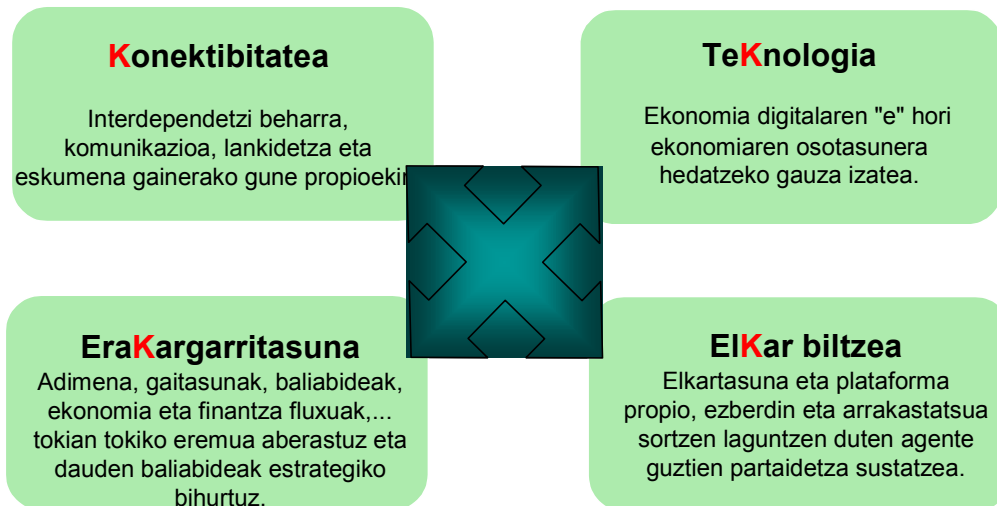 Konektibitatea
Interdependetzi beharra,
komunikazioa, lankidetza eta
eskumena gainerako gune propioekin
TeKnologia
Ekonomia digitalaren "e" hori
ekonomiaren osotasunera
hedatzeko gauza izatea.
EraKargarritasuna
Adimena, gaitasunak, baliabideak,
ekonomia eta finantza fluxuak,...
tokian tokiko eremua aberastuz eta
dauden baliabideak estrategiko
bihurtuz.
ElKar biltzea
Elkartasuna eta plataforma
propio, ezberdin eta arrakastatsua
sortzen laguntzen duten agente
guztien partaidetza sustatzea.